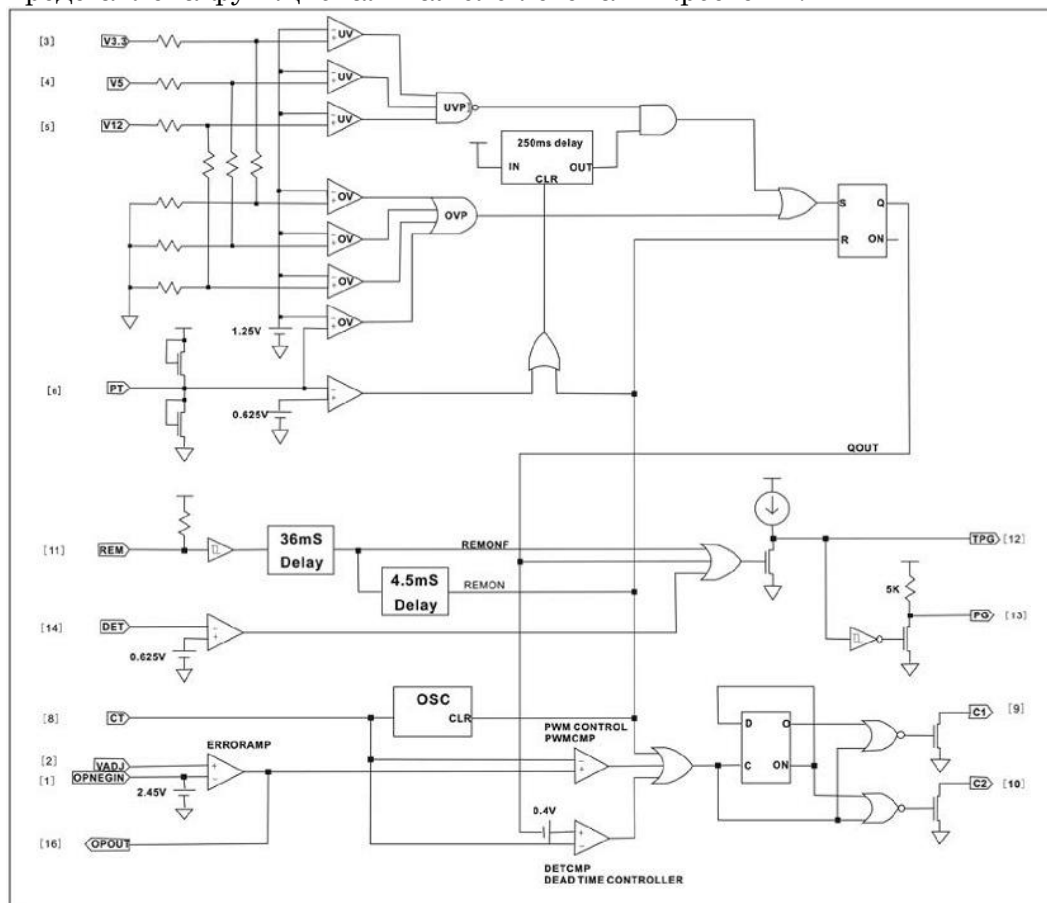 [3] V3.3
UV
[4] V5
UV
UVP
[5] V12
UV
250ms delay
IN OUT
CLR
OV
OVP
S Q
OV
R ON
OV
OV
1.25V
[6] PT
0.625V
QOUT
[11] REM
36mS
Delay
REMONF
TPG [12]
4.5mS
Delay
REMON
5K
PG [13]
[14] DET
0.625V
[8] CT
OSC
CLR
PWM CONTROL
PWMCMP
D O
C1 [9]
ERRORAMP
[2] VADJ
[1] OPNEGIN
C ON
2.45V
C2 [10]
0.4V
[16] OPOUT
DETCMP
DEAD TIME CONTROLLER